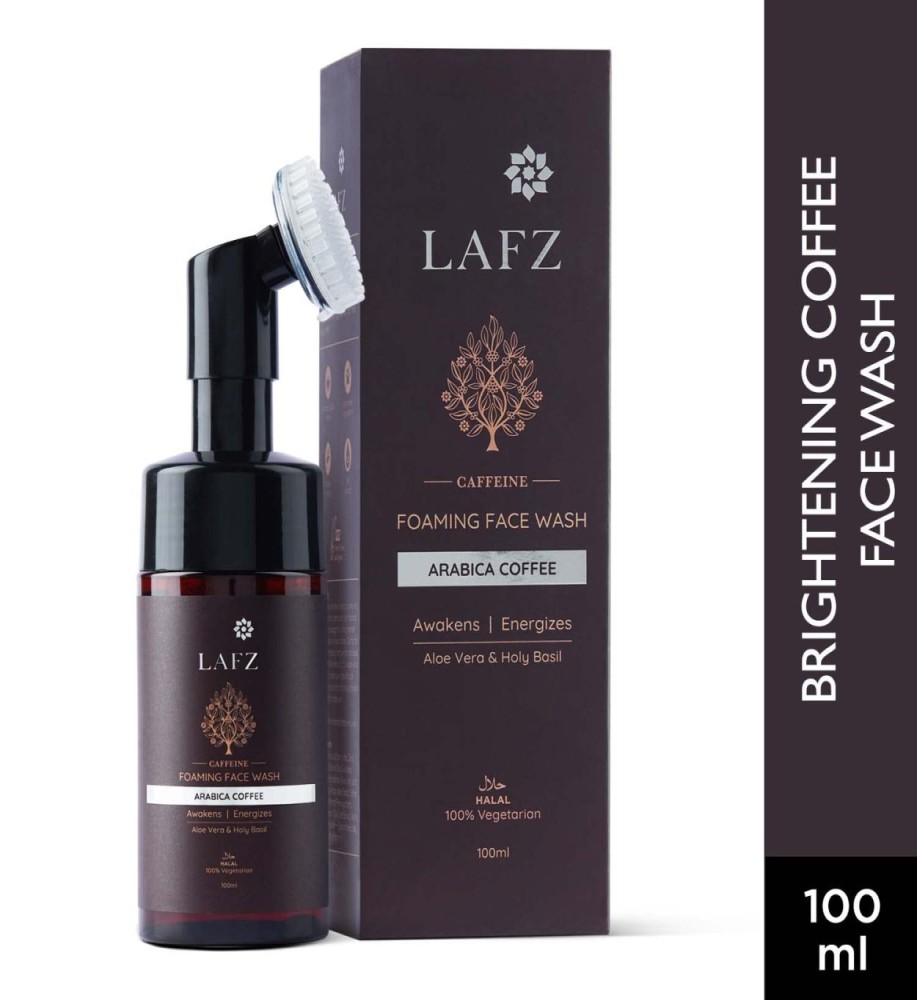 LAFZ
CAFFEINE
FOAMING FACE WASH
ARABICA COFFEE
Awakens | Energizes
Aloe Vera & Holy Basil
حلال
HALAL
100% Vegetarian
100ml
LAFZ
CAFFEINE
FOAMING FACE WASH
ARABICA COFFEE
Awakens | Energizes
Aloe Vera & Holy Basil
حلال
HALAL
100% Vegetarian
100ml
BRIGHTENING COFFEE
FACE WASH
100
ml